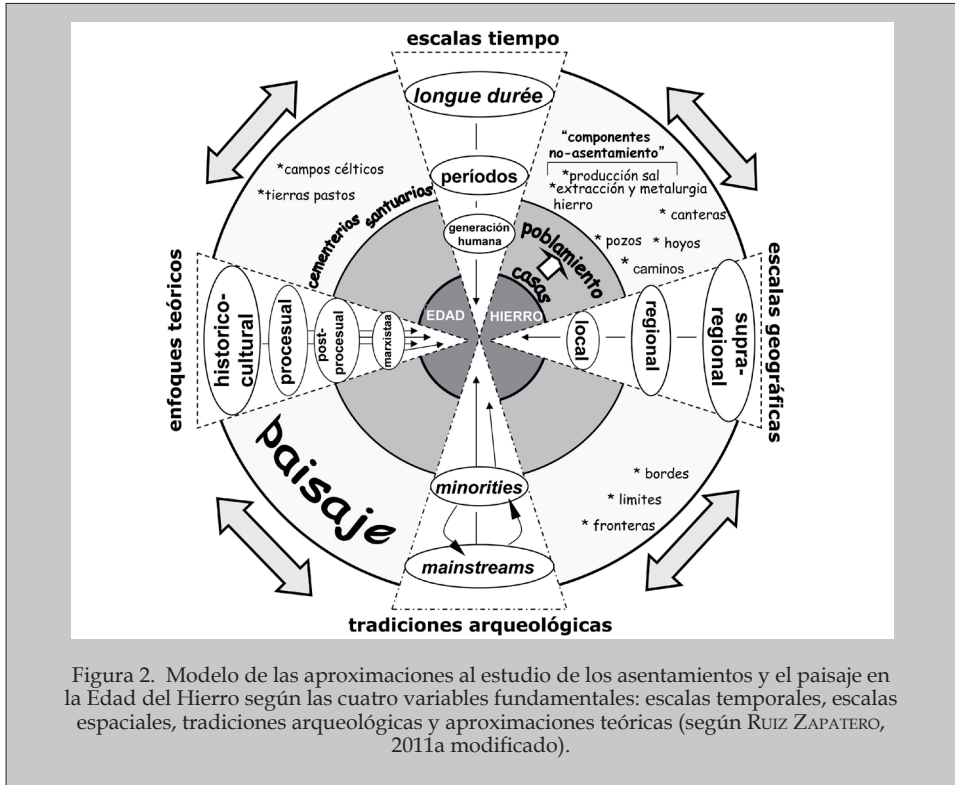 escalas tiempo
longue durée
"componentes
no-asentamiento"
*producción sal
*extracción y metalurgia
hierro
* canteras
* pozos
* hoyos
* caminos
*campos célticos
*tierras pastos
cementerios santuarios
períodos
generación
humana
poblamiento
casas
EDAD
HIERRO
enfoques teóricos
historico-
cultural
procesual
post-
procesual
marxistaa
local
regional
supra-
regional
escalas geográficas
paisaje
minorities
mainstreams
* bordes
* limites
* fronteras
tradiciones arqueológicas
Figura 2. Modelo de las aproximaciones al estudio de los asentamientos y el paisaje en
la Edad del Hierro según las cuatro variables fundamentales: escalas temporales, escalas
espaciales, tradiciones arqueológicas y aproximaciones teóricas (según RUIZ ZAPATERO,
2011a modificado).